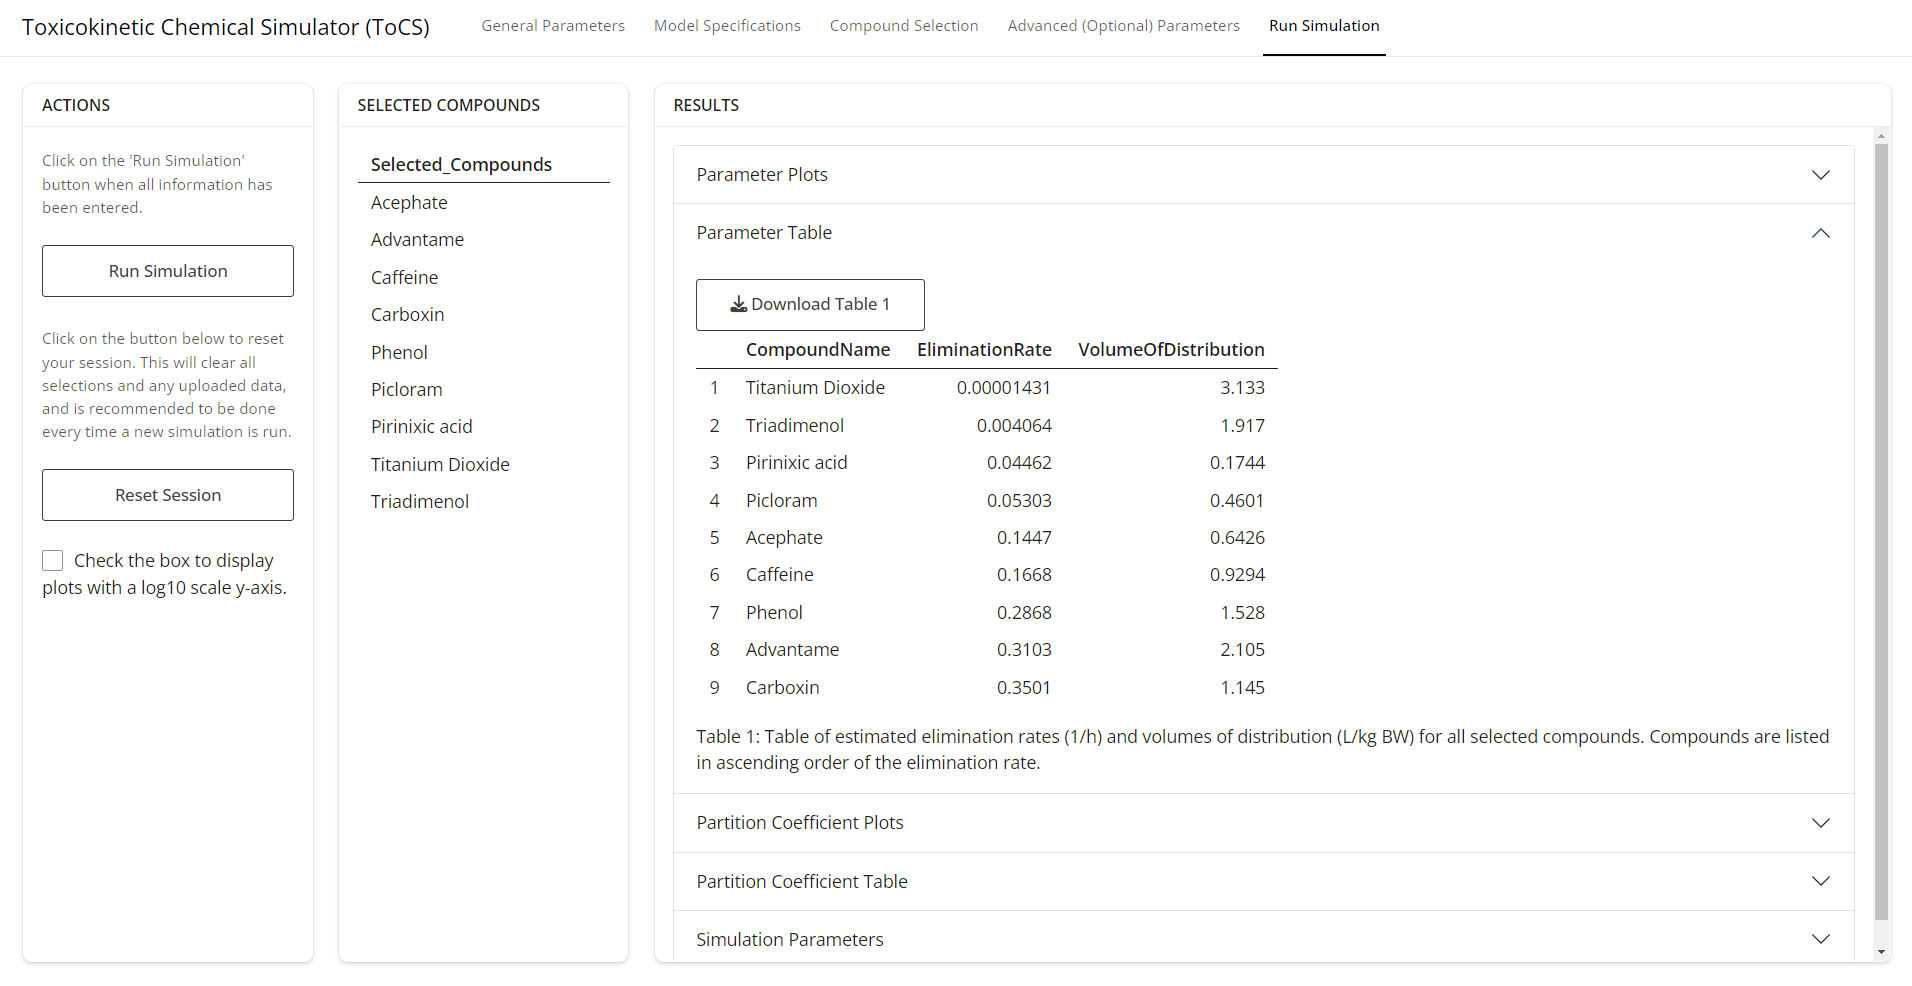 Toxicokinetic Chemical Simulator (ToCS)
General Parameters
Model Specifications
Compound Selection
Advanced (Optional) Parameters
Run Simulation
ACTIONS
Click on the 'Run Simulation'
button when all information has
been entered.
Run Simulation
Click on the button below to reset
your session. This will clear all
selections and any uploaded data,
and is recommended to be done
every time a new simulation is run.
Reset Session
Check the box to display
plots with a log10 scale y-axis.
SELECTED COMPOUNDS
Selected_Compounds
Acephate
Advantame
Caffeine
Carboxin
Phenol
Picloram
Pirinixic acid
Titanium Dioxide
Triadimenol
RESULTS
Parameter Plots
Parameter Table
Download Table 1
CompoundName EliminationRate VolumeOfDistribution
1 Titanium Dioxide 0.00001431 3.133
2 Triadimenol 0.004064 1.917
3 Pirinixic acid 0.04462 0.1744
4 Picloram 0.05303 0.4601
5 Acephate 0.1447 0.6426
6 Caffeine 0.1668 0.9294
7 Phenol 0.2868 1.528
8 Advantame 0.3103 2.105
9 Carboxin 0.3501 1.145
Table 1: Table of estimated elimination rates (1/h) and volumes of distribution (L/kg BW) for all selected compounds. Compounds are listed
in ascending order of the elimination rate.
Partition Coefficient Plots
Partition Coefficient Table
Simulation Parameters